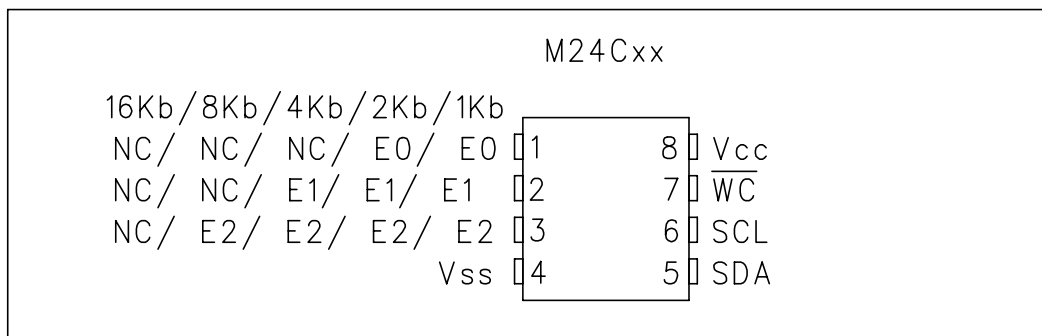 M24Cxx
16Kb/8Kb/4Kb/2Kb/1Kb
NC/ NC/ NC/ E0/ E0 1 8 Vcc
NC/ NC/ E1/ E1/ E1 2 7 W̅C̅
NC/ E2/ E2/ E2/ E2 3 6 SCL
Vss 4 5 SDA